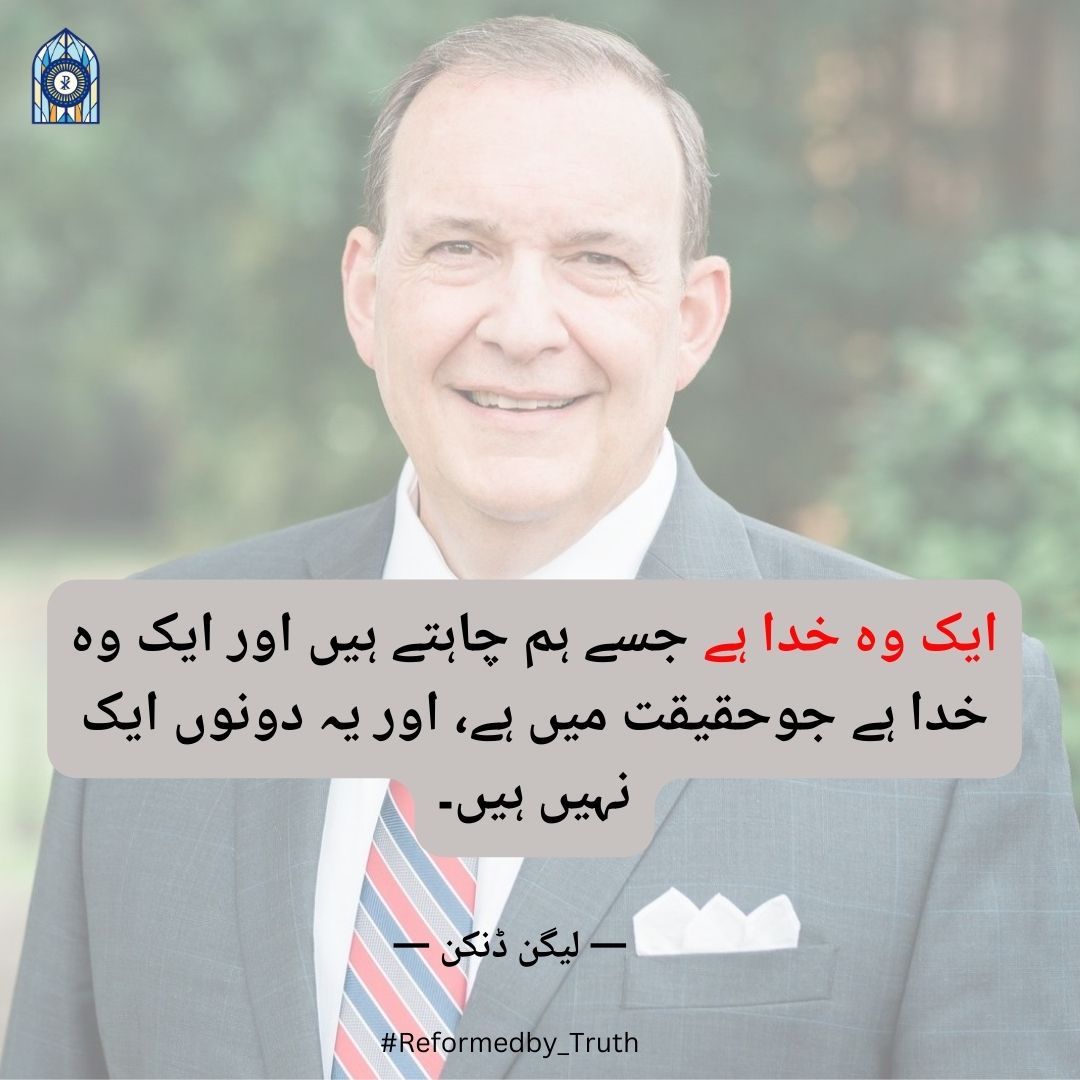 ایک وہ خدا ہے جسے ہم چاہتے ہیں اور ایک وہ
خدا ہے جوحقیقت میں ہے، اور یہ دونوں ایک
نہیں ہیں۔
— لیگن ڈنکن —
#Reformedby_Truth